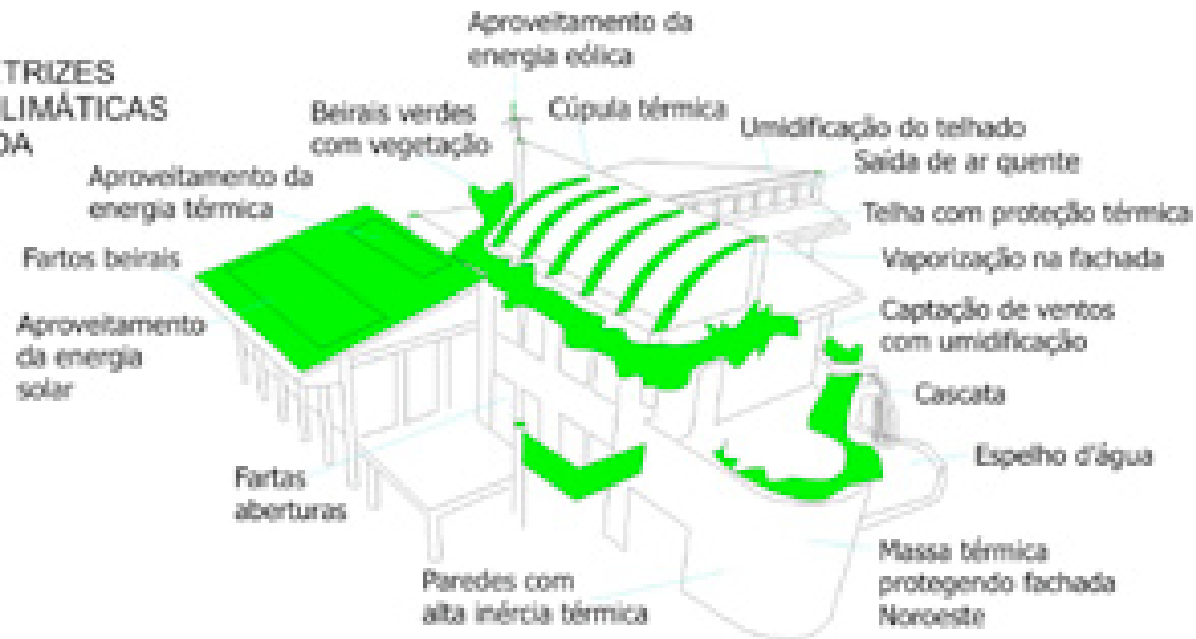 Aproveitamento da
energia eólica
TRIZES
LIMÁTICAS
DA
Beirais verdes
com vegetação
Cúpula térmica
Umidificação do telhado
Saída de ar quente
Aproveitamento da
energia térmica
Telha com proteção térmica
Fartos beirais
Vaporização na fachada
Aproveitamento
da energia
solar
Captação de ventos
com umidificação
Cascata
Espelho d'água
Fartas
aberturas
Massa térmica
protegendo fachada
Noroeste
Paredes com
alta inércia térmica